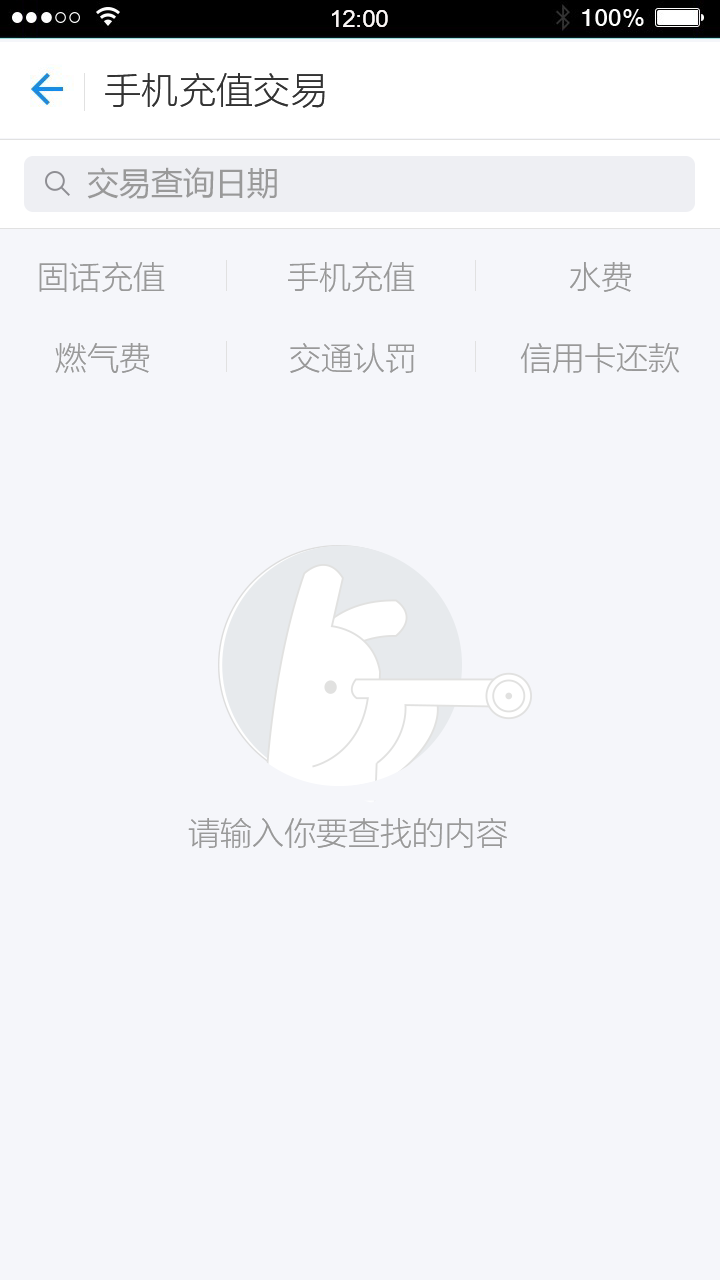 12:00 100%
手机充值交易
交易查询日期
固话充值 手机充值 水费
燃气费 交通认罚 信用卡还款
请输入你要查找的内容